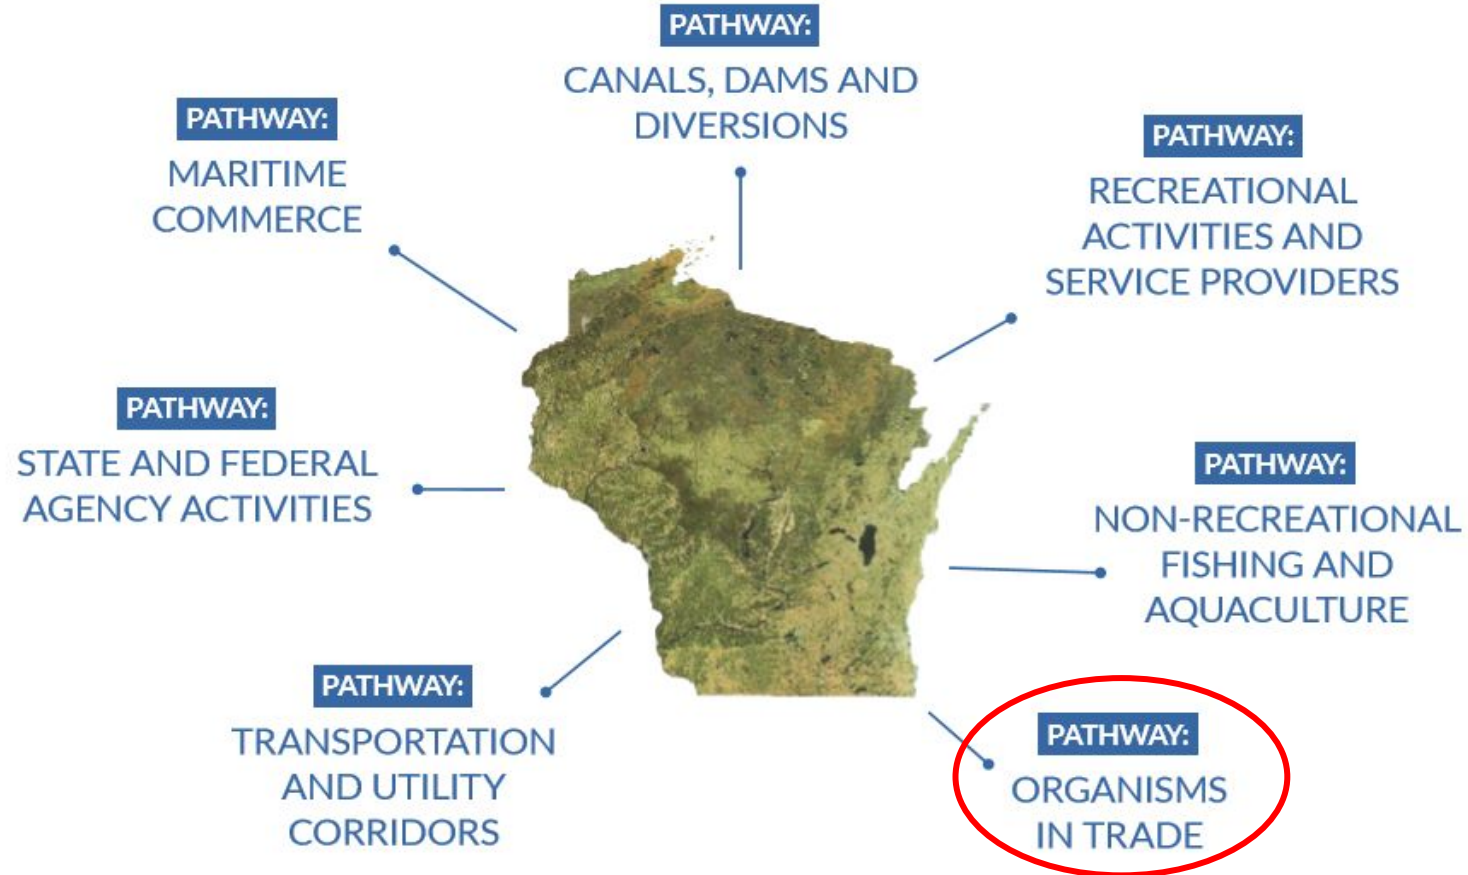 PATHWAY:
CANALS, DAMS AND
DIVERSIONS
PATHWAY:
MARITIME
COMMERCE
PATHWAY:
RECREATIONAL
ACTIVITIES AND
SERVICE PROVIDERS
PATHWAY:
STATE AND FEDERAL
AGENCY ACTIVITIES
PATHWAY:
NON-RECREATIONAL
FISHING AND
AQUACULTURE
PATHWAY:
TRANSPORTATION
AND UTILITY
CORRIDORS
PATHWAY:
ORGANISMS
IN TRADE